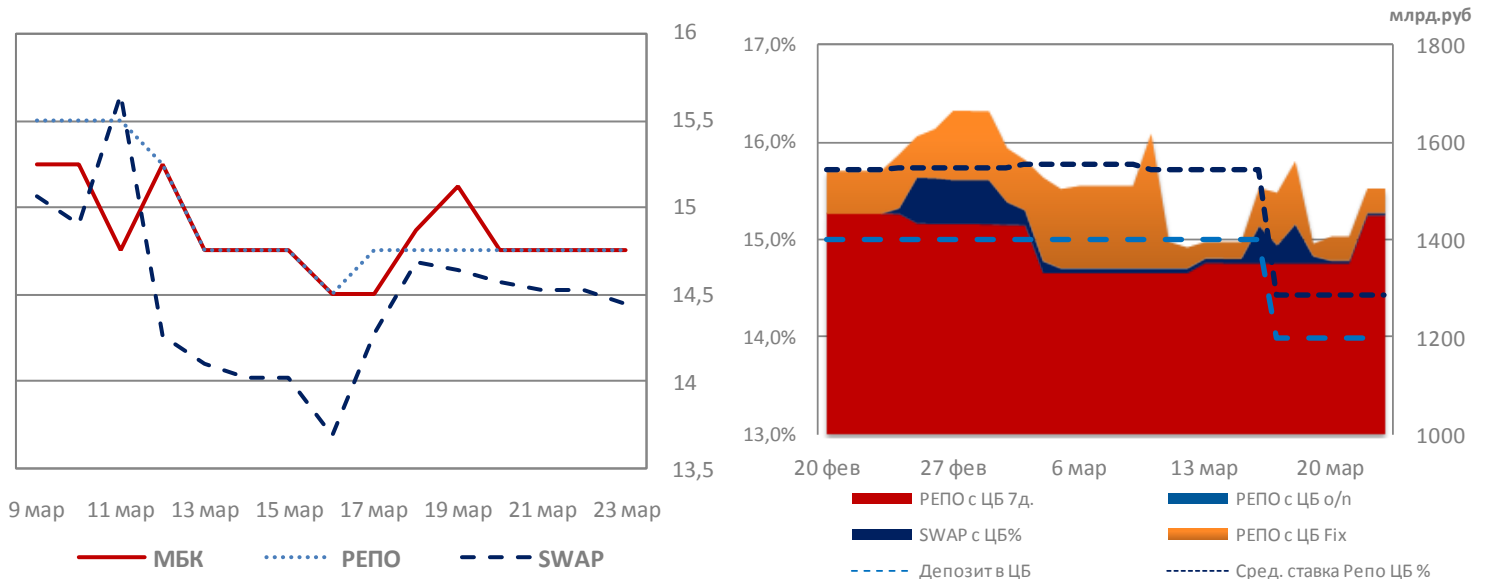 16
15,5
15
14,5
14
13,5
9 мар 11 мар 13 мар 15 мар 17 мар 19 мар 21 мар 23 мар
МБК РЕПО SWAP
млрд.руб
17,0% 1800
16,0% 1600
15,0% 1400
14,0% 1200
13,0% 1000
20 фев 27 фев 6 мар 13 мар 20 мар
РЕПО с ЦБ 7д. РЕПО с ЦБ o/n
SWAP с ЦБ% РЕПО с ЦБ Fix
Депозит в ЦБ Сред. ставка Репо ЦБ %